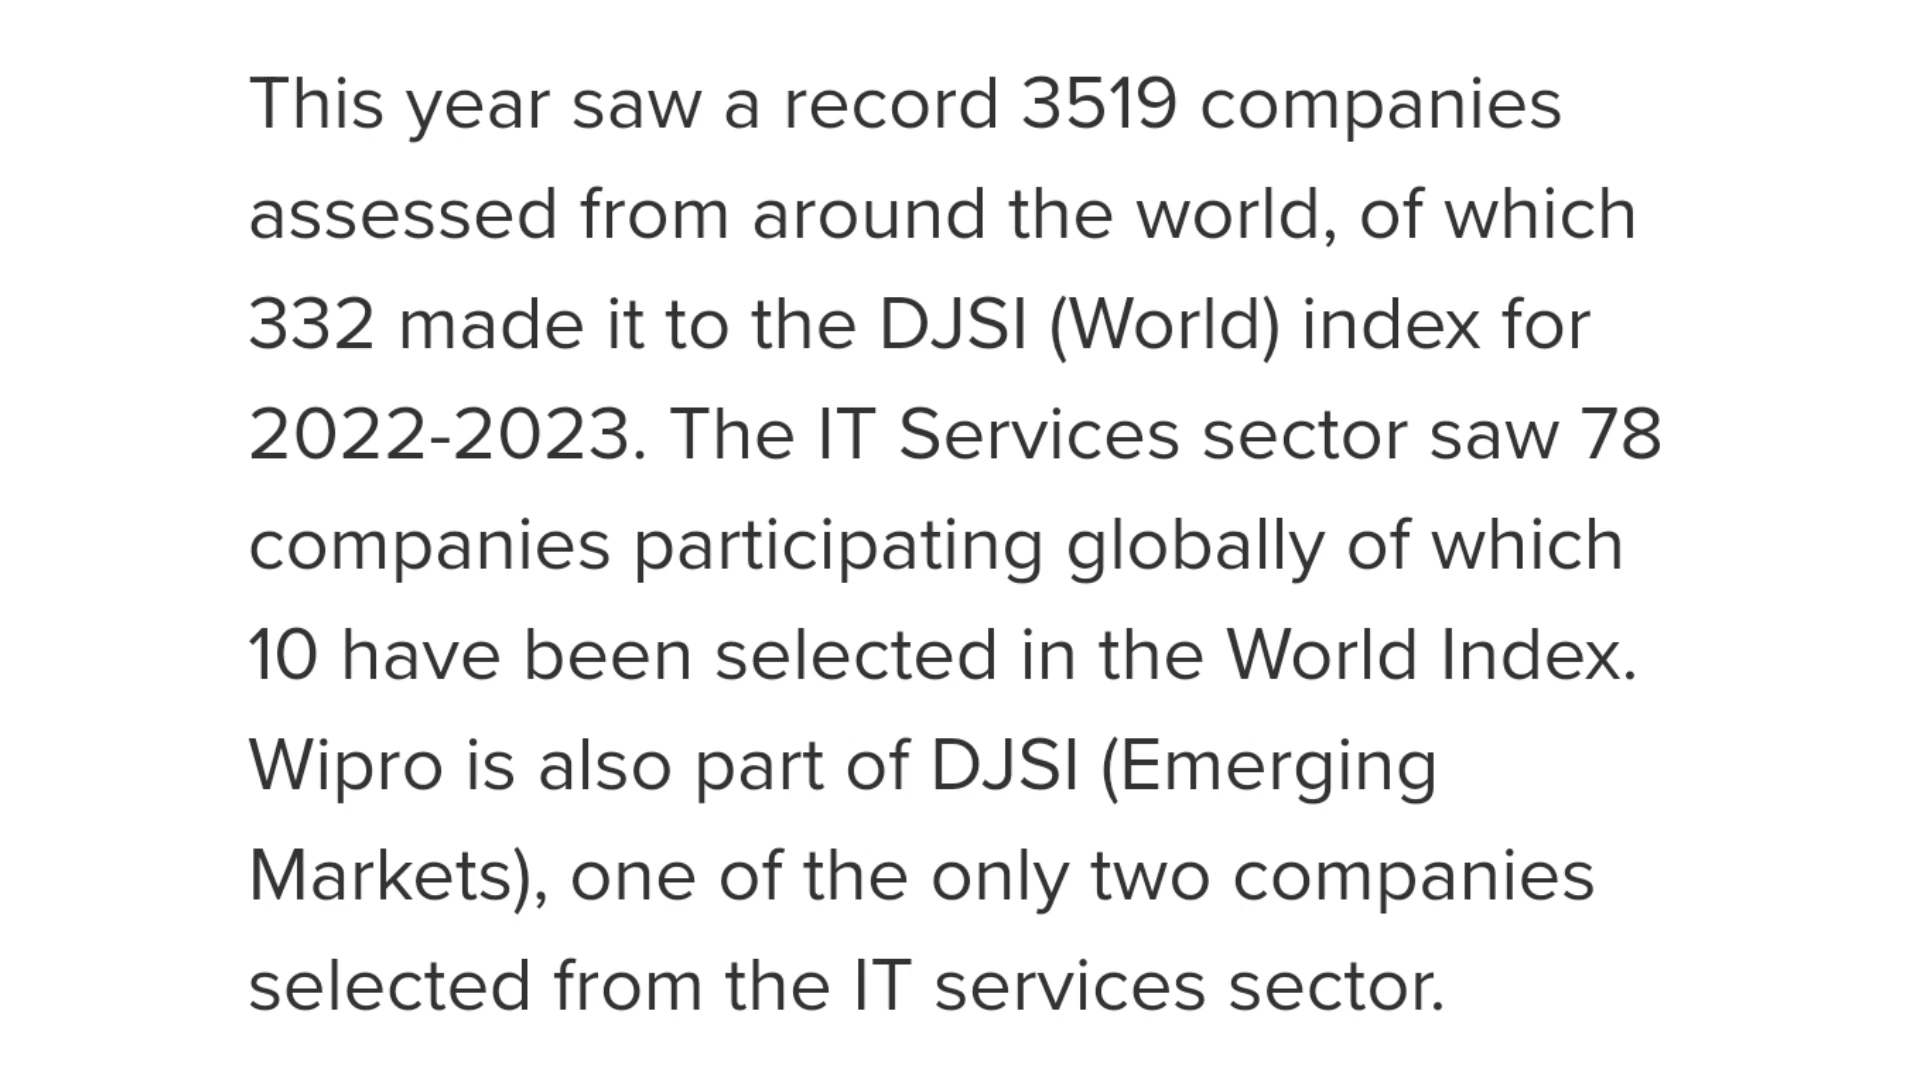 This year saw a record 3519 companies
assessed from around the world, of which
332 made it to the DJSI (World) index for
2022-2023. The IT Services sector saw 78
companies participating globally of which
10 have been selected in the World Index.
Wipro is also part of DJSI (Emerging
Markets), one of the only two companies
selected from the IT services sector.